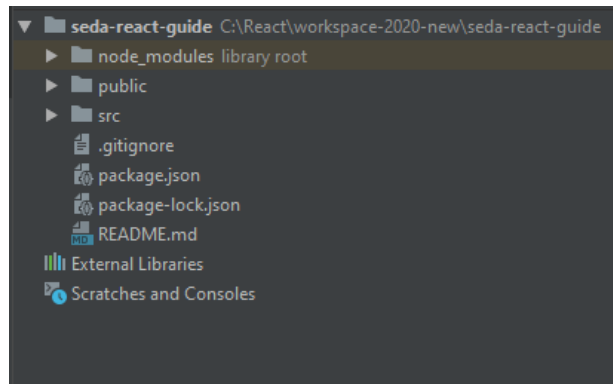 seda-react-guide C:\React\workspace-2020-new\seda-react-guide
node_modules library root
public
src
.gitignore
package.json
package-lock.json
MD README.md
External Libraries
Scratches and Consoles